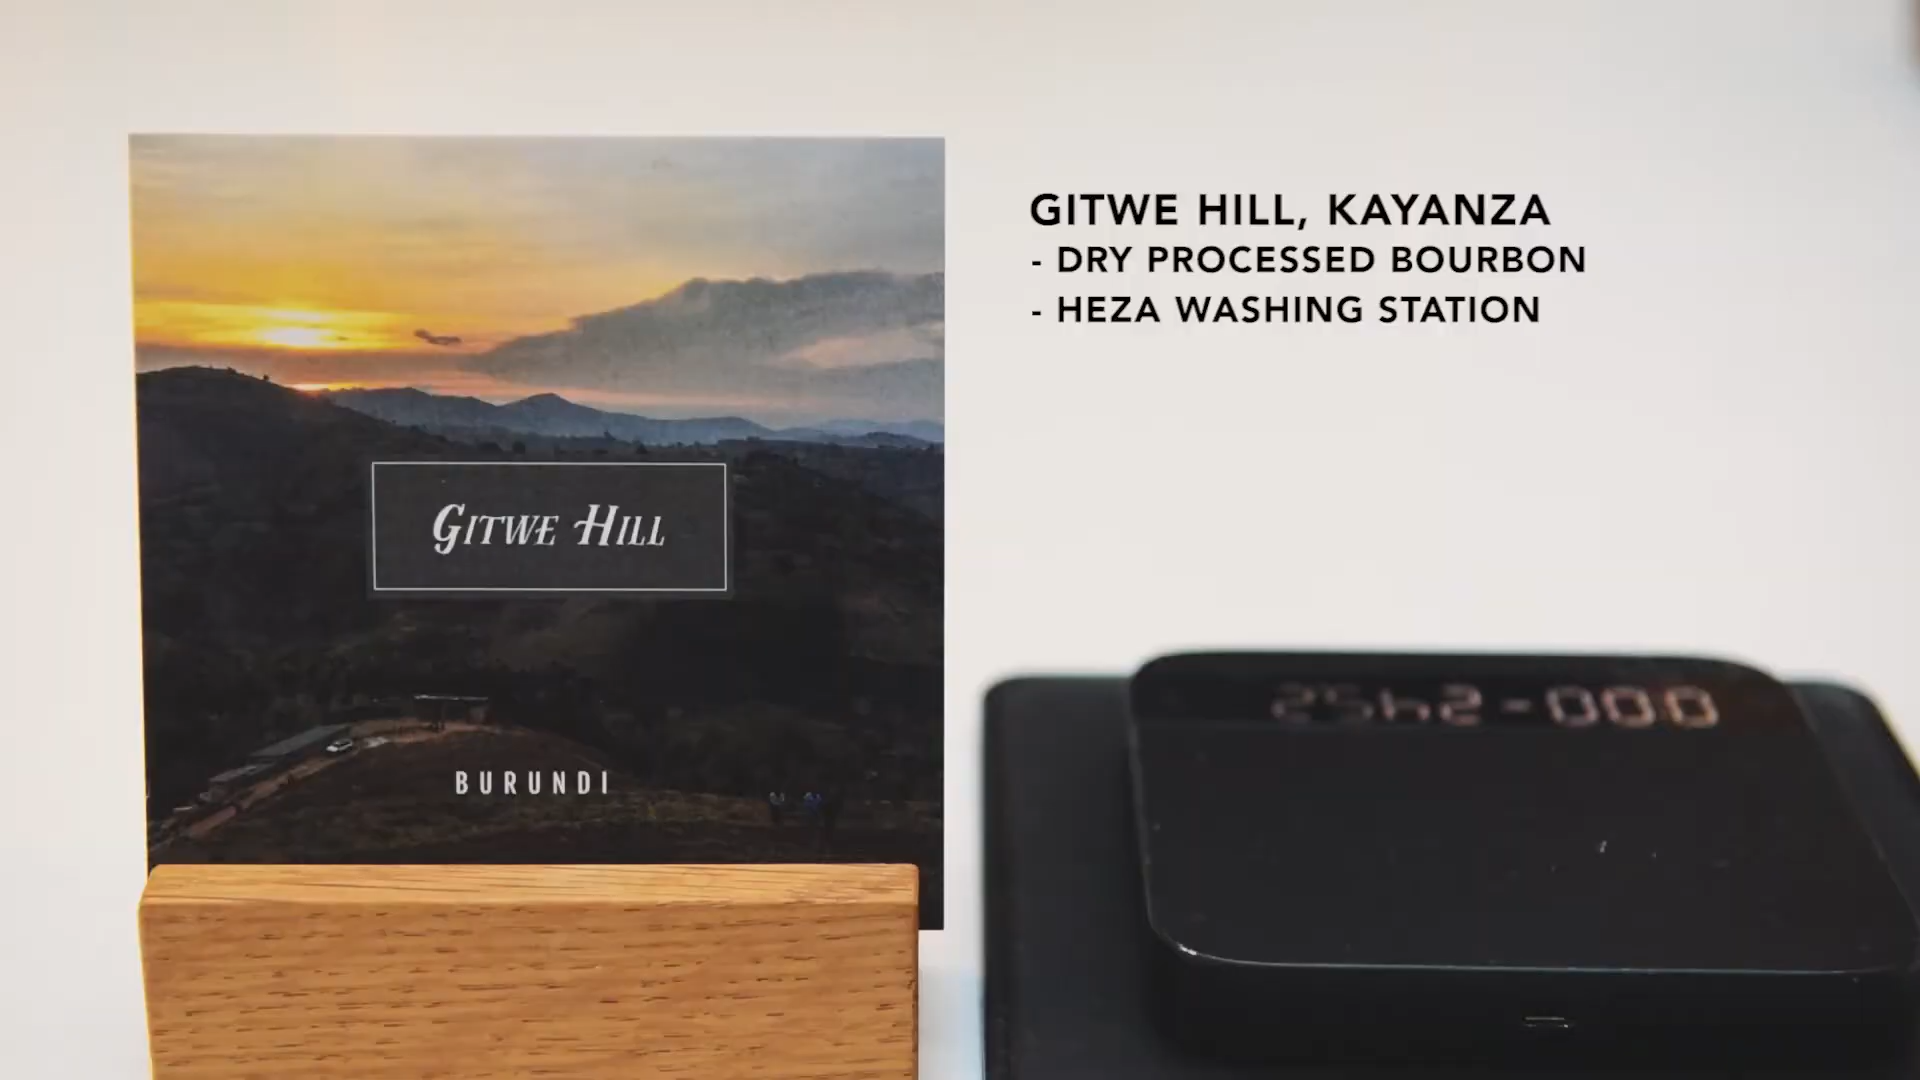 GITWE HILL, KAYANZA
- DRY PROCESSED BOURBON
- HEZA WASHING STATION
GITWE HILL
BURUNDI